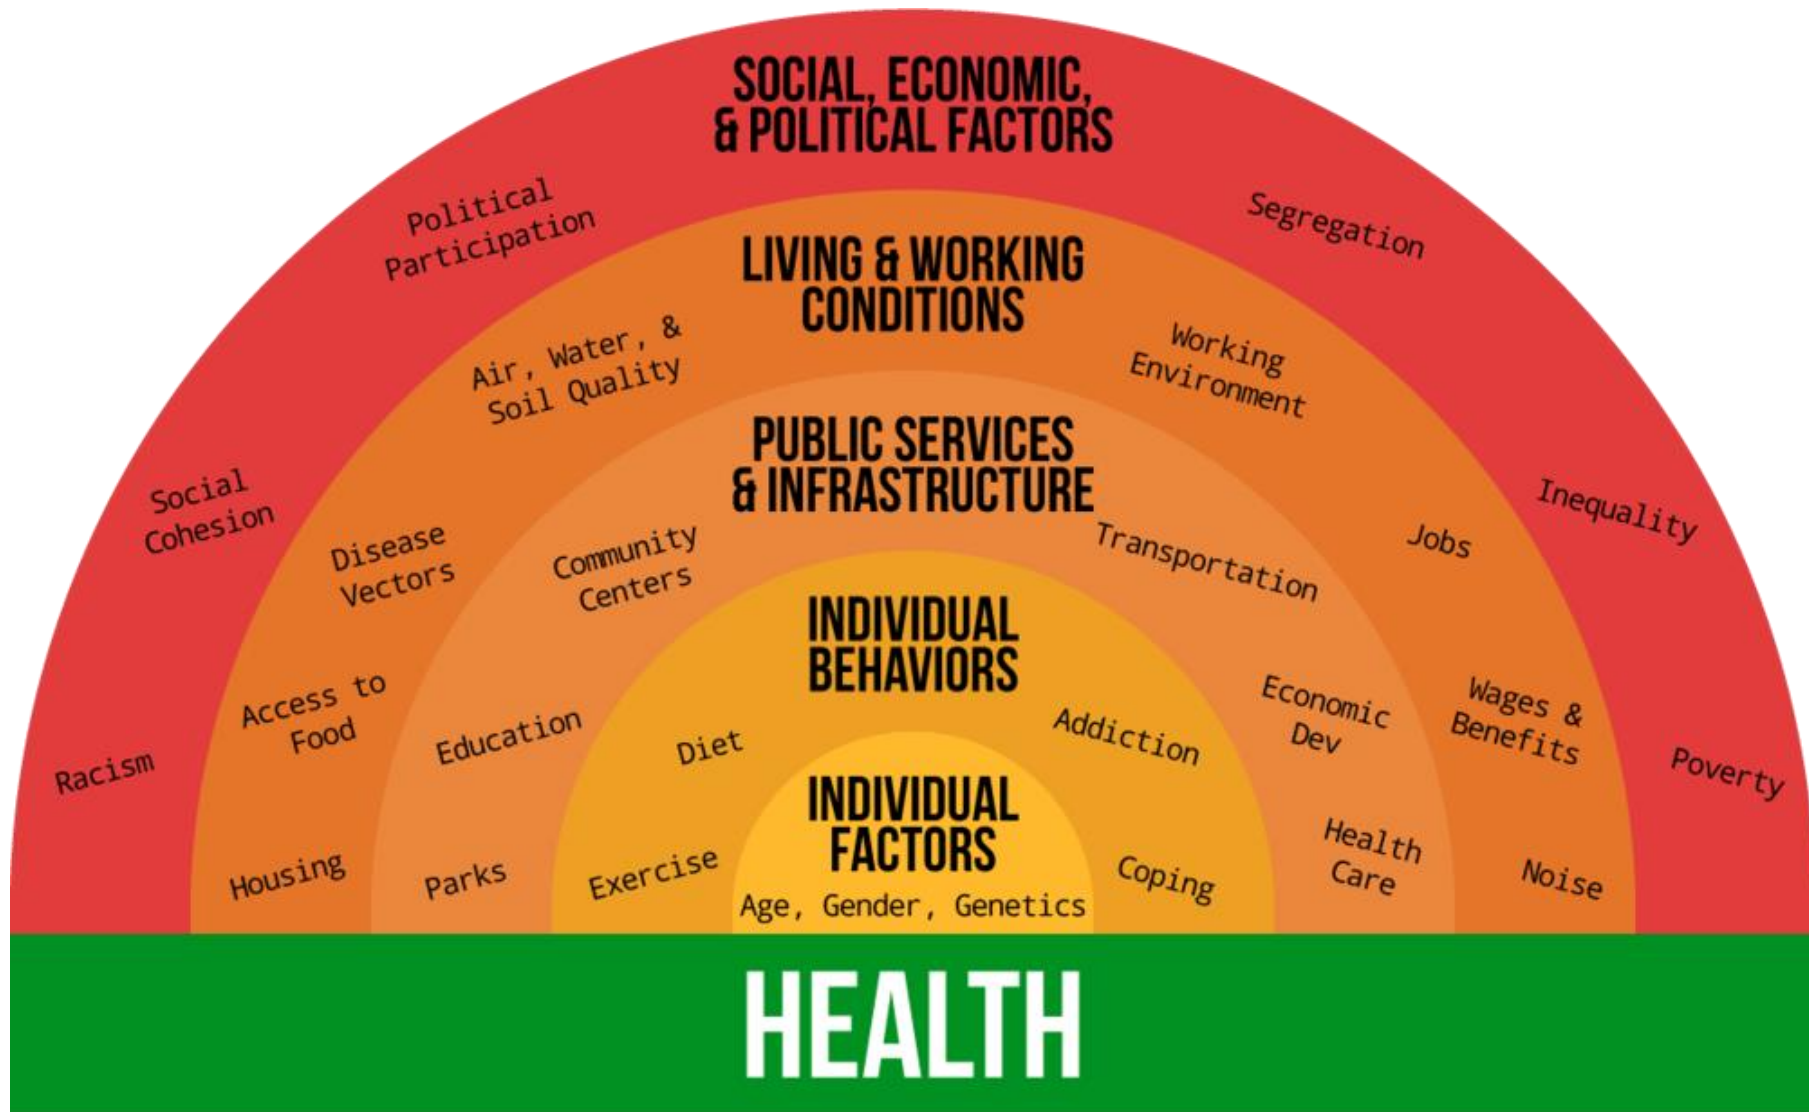 SOCIAL, ECONOMIC,
& POLITICAL FACTORS
Political
Participation
Segregation
Social
Cohesion
Inequality
Racism
Poverty
LIVING & WORKING
CONDITIONS
Air, Water, &
Soil Quality
Working
Environment
Disease
Vectors
Jobs
Access to
Food
Wages &
Benefits
Housing
Noise
PUBLIC SERVICES
& INFRASTRUCTURE
Community
Centers
Transportation
Education
Economic
Dev
Parks
Health
Care
INDIVIDUAL
BEHAVIORS
Diet
Addiction
Exercise
Coping
INDIVIDUAL
FACTORS
Age, Gender, Genetics
HEALTH